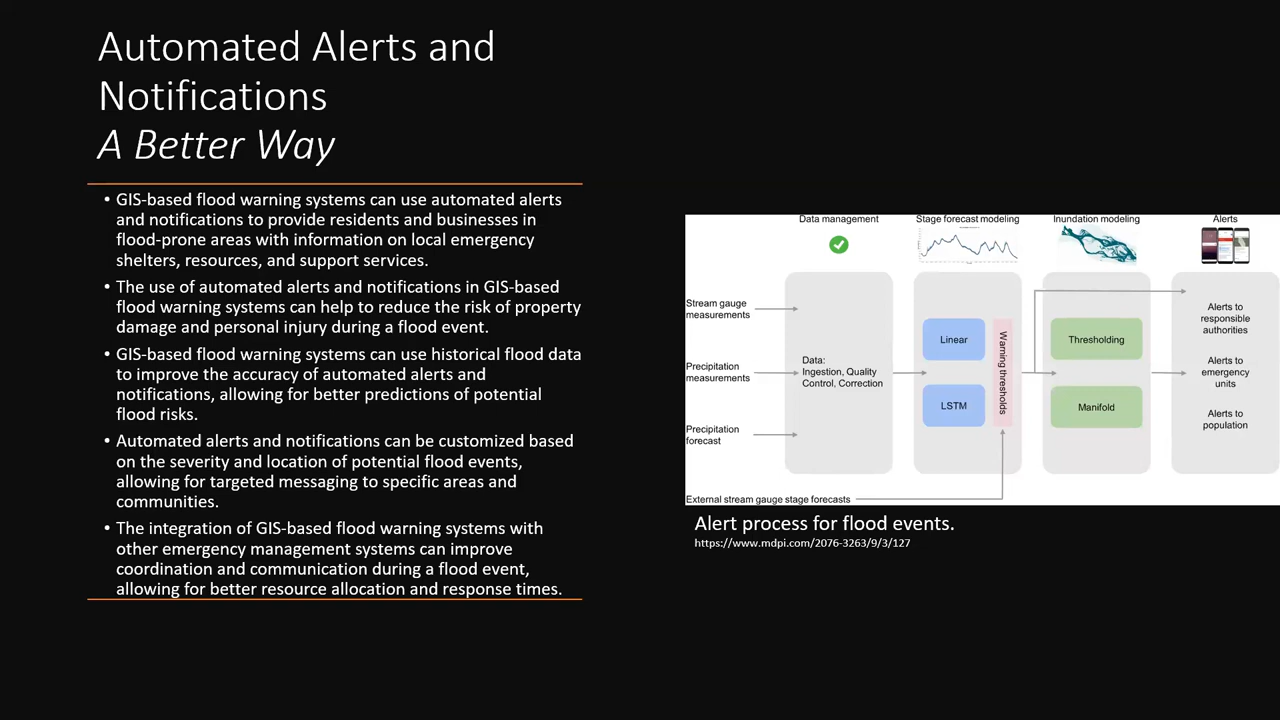 Automated Alerts and
Notifications
A Better Way
• GIS-based flood warning systems can use automated alerts
and notifications to provide residents and businesses in
flood-prone areas with information on local emergency
shelters, resources, and support services.
• The use of automated alerts and notifications in GIS-based
flood warning systems can help to reduce the risk of property
damage and personal injury during a flood event.
• GIS-based flood warning systems can use historical flood data
to improve the accuracy of automated alerts and
notifications, allowing for better predictions of potential
flood risks.
• Automated alerts and notifications can be customized based
on the severity and location of potential flood events,
allowing for targeted messaging to specific areas and
communities.
• The integration of GIS-based flood warning systems with
other emergency management systems can improve
coordination and communication during a flood event,
allowing for better resource allocation and response times.
Data management
Stage forecast modeling
Inundation modeling
Alerts
Stream gauge
measurements
Precipitation
measurements
Precipitation
forecast
External stream gauge stage forecasts
Data:
Ingestion, Quality
Control, Correction
Linear
LSTM
Warning thresholds
Thresholding
Manifold
Alerts to
responsible
authorities
Alerts to
emergency
units
Alerts to
population
Alert process for flood events.
https://www.mdpi.com/2076-3263/9/3/127